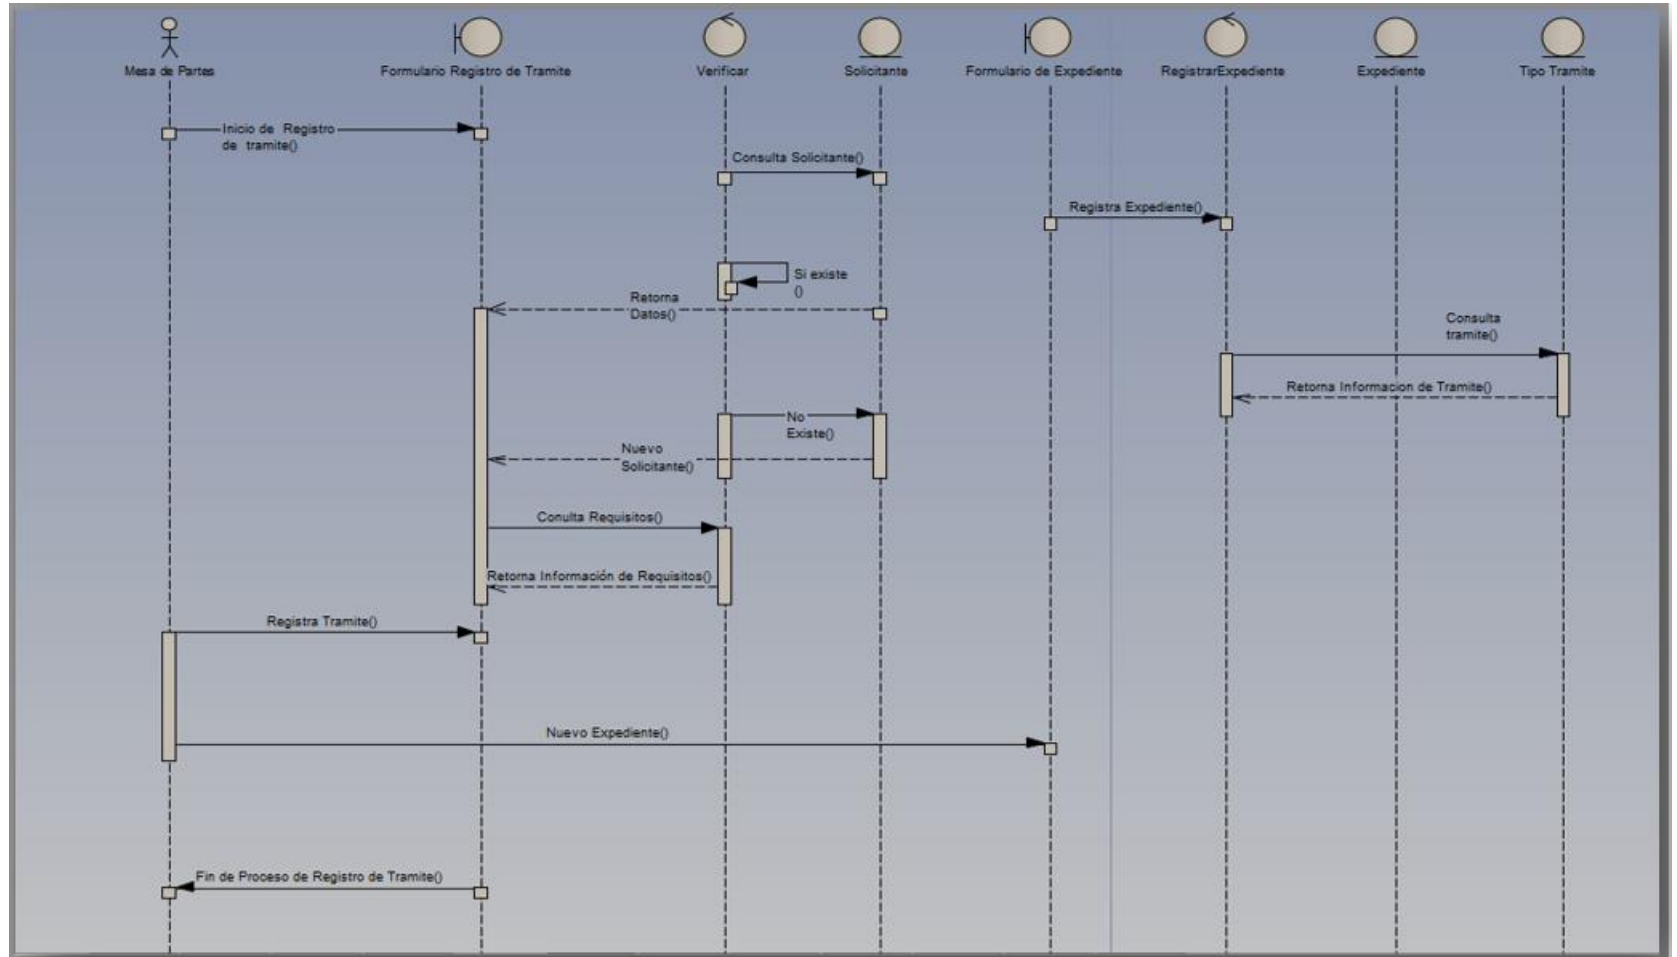 Mesa de Partes
Formulario Registro de Tramite
Verificar
Solicitante
Formulario de Expediente
RegistrarExpediente
Expediente
Tipo Tramite
Inicio de Registro
de tramite()
Consulta Solicitante()
Registra Expediente()
Si existe
()
Retorna
Datos()
Consulta
tramite()
Retorna Informacion de Tramite()
No
Existe()
Nuevo
Solicitante()
Conulta Requisitos()
Retorna Información de Requisitos()
Registra Tramite()
Nuevo Expediente()
Fin de Proceso de Registro de Tramite()